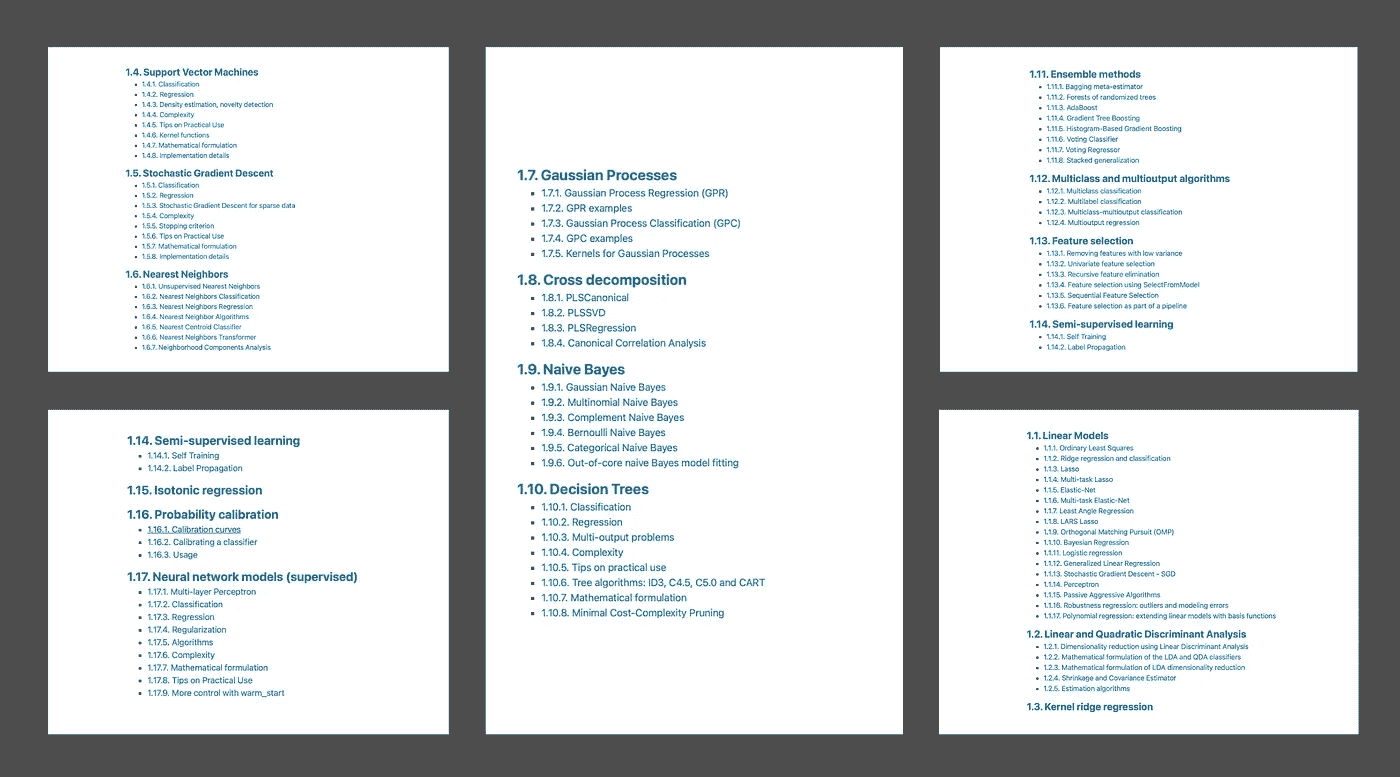 1.4. Support Vector Machines
1.4.1. Classification
1.4.2. Regression
1.4.3. Density estimation, novelty detection
1.4.4. Complexity
1.4.5. Tips on Practical Use
1.4.6. Kernel functions
1.4.7. Mathematical formulation
1.4.8. Implementation details
1.5. Stochastic Gradient Descent
1.5.1. Classification
1.5.2. Regression
1.5.3. Stochastic Gradient Descent for sparse data
1.5.4. Complexity
1.5.5. Stopping criterion
1.5.6. Tips on Practical Use
1.5.7. Mathematical formulation
1.5.8. Implementation details
1.6. Nearest Neighbors
1.6.1. Unsupervised Nearest Neighbors
1.6.2. Nearest Neighbors Classification
1.6.3. Nearest Neighbors Regression
1.6.4. Nearest Neighbor Algorithms
1.6.5. Nearest Centroid Classifier
1.6.6. Nearest Neighbors Transformer
1.6.7. Neighborhood Components Analysis
1.14. Semi-supervised learning
1.14.1. Self Training
1.14.2. Label Propagation
1.15. Isotonic regression
1.16. Probability calibration
1.16.1. Calibration curves
1.16.2. Calibrating a classifier
1.16.3. Usage
1.17. Neural network models (supervised)
1.17.1. Multi-layer Perceptron
1.17.2. Classification
1.17.3. Regression
1.17.4. Regularization
1.17.5. Algorithms
1.17.6. Complexity
1.17.7. Mathematical formulation
1.17.8. Tips on Practical Use
1.17.9. More control with warm_start
1.7. Gaussian Processes
1.7.1. Gaussian Process Regression (GPR)
1.7.2. GPR examples
1.7.3. Gaussian Process Classification (GPC)
1.7.4. GPC examples
1.7.5. Kernels for Gaussian Processes
1.8. Cross decomposition
1.8.1. PLSCanonical
1.8.2. PLSSVD
1.8.3. PLSRegression
1.8.4. Canonical Correlation Analysis
1.9. Naive Bayes
1.9.1. Gaussian Naive Bayes
1.9.2. Multinomial Naive Bayes
1.9.3. Complement Naive Bayes
1.9.4. Bernoulli Naive Bayes
1.9.5. Categorical Naive Bayes
1.9.6. Out-of-core naive Bayes model fitting
1.10. Decision Trees
1.10.1. Classification
1.10.2. Regression
1.10.3. Multi-output problems
1.10.4. Complexity
1.10.5. Tips on practical use
1.10.6. Tree algorithms: ID3, C4.5, C5.0 and CART
1.10.7. Mathematical formulation
1.10.8. Minimal Cost-Complexity Pruning
1.11. Ensemble methods
1.11.1. Bagging meta-estimator
1.11.2. Forests of randomized trees
1.11.3. AdaBoost
1.11.4. Gradient Tree Boosting
1.11.5. Histogram-Based Gradient Boosting
1.11.6. Voting Classifier
1.11.7. Voting Regressor
1.11.8. Stacked generalization
1.12. Multiclass and multioutput algorithms
1.12.1. Multiclass classification
1.12.2. Multilabel classification
1.12.3. Multiclass-multioutput classification
1.12.4. Multioutput regression
1.13. Feature selection
1.13.1. Removing features with low variance
1.13.2. Univariate feature selection
1.13.3. Recursive feature elimination
1.13.4. Feature selection using SelectFromModel
1.13.5. Sequential Feature Selection
1.13.6. Feature selection as part of a pipeline
1.14. Semi-supervised learning
1.14.1. Self Training
1.14.2. Label Propagation
1.1. Linear Models
1.1.1. Ordinary Least Squares
1.1.2. Ridge regression and classification
1.1.3. Lasso
1.1.4. Multi-task Lasso
1.1.5. Elastic-Net
1.1.6. Multi-task Elastic-Net
1.1.7. Least Angle Regression
1.1.8. LARS Lasso
1.1.9. Orthogonal Matching Pursuit (OMP)
1.1.10. Bayesian Regression
1.1.11. Logistic regression
1.1.12. Generalized Linear Regression
1.1.13. Stochastic Gradient Descent - SGD
1.1.14. Perceptron
1.1.15. Passive Aggressive Algorithms
1.1.16. Robustness regression: outliers and modeling errors
1.1.17. Polynomial regression: extending linear models with basis functions
1.2. Linear and Quadratic Discriminant Analysis
1.2.1. Dimensionality reduction using Linear Discriminant Analysis
1.2.2. Mathematical formulation of the LDA and QDA classifiers
1.2.3. Mathematical formulation of LDA dimensionality reduction
1.2.4. Shrinkage and Covariance Estimator
1.2.5. Estimation algorithms
1.3. Kernel ridge regression